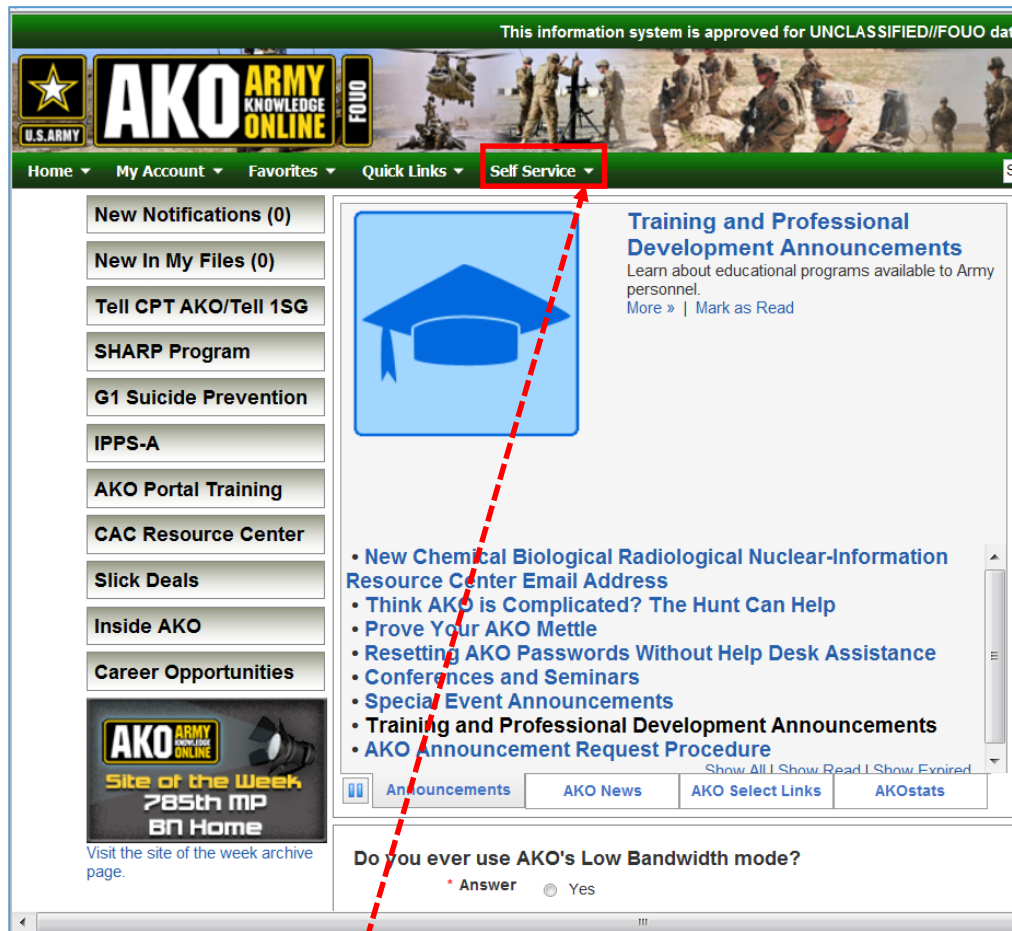 This information system is approved for UNCLASSIFIED//FOUO dat
U.S.ARMY
AKO ARMY KNOWLEDGE ONLINE FOUO
Home My Account Favorites Quick Links Self Service S
New Notifications (0)
New In My Files (0)
Tell CPT AKO/Tell 1SG
SHARP Program
G1 Suicide Prevention
IPPS-A
AKO Portal Training
CAC Resource Center
Slick Deals
Inside AKO
Career Opportunities
AKO ARMY KNOWLEDGE ONLINE
Site of the Week
785th MP
BN Home
Visit the site of the week archive
page.
Training and Professional
Development Announcements
Learn about educational programs available to Army
personnel.
More » | Mark as Read
• New Chemical Biological Radiological Nuclear-Information
Resource Center Email Address
• Think AKO is Complicated? The Hunt Can Help
• Prove Your AKO Mettle
• Resetting AKO Passwords Without Help Desk Assistance
• Conferences and Seminars
• Special Event Announcements
• Training and Professional Development Announcements
• AKO Announcement Request Procedure
Show All | Show Read | Show Expired
Announcements AKO News AKO Select Links AKOstats
Do you ever use AKO's Low Bandwidth mode?
* Answer Yes